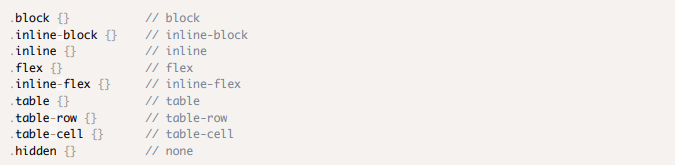 .block {}           // block
.inline-block {}    // inline-block
.inline {}          // inline
.flex {}            // flex
.inline-flex {}     // inline-flex
.table {}           // table
.table-row {}       // table-row
.table-cell {}      // table-cell
.hidden {}          // none